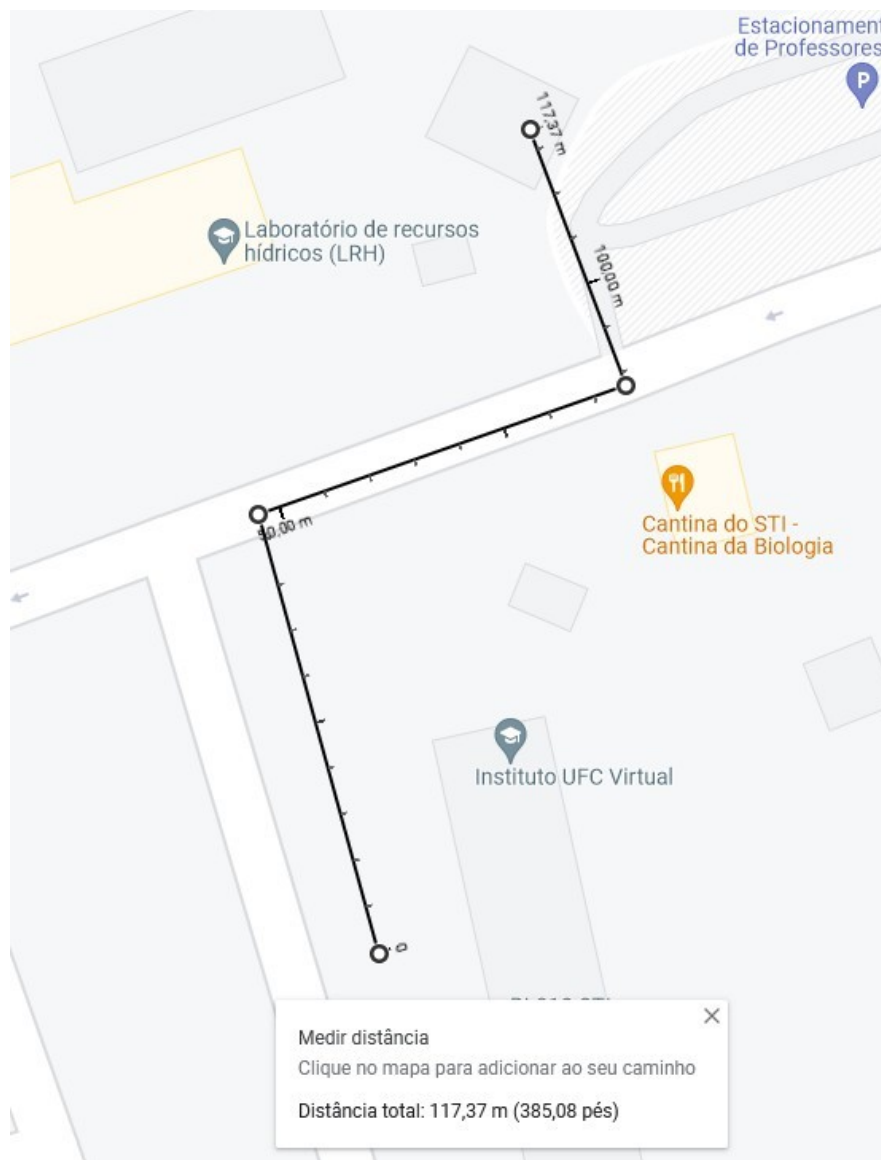 Estacionament
de Professores
P
117,37 m
Laboratório de recursos
hídricos (LRH)
100,00 m
50,00 m
Cantina do STI -
Cantina da Biologia
Instituto UFC Virtual
0
Medir distância
Clique no mapa para adicionar ao seu caminho
Distância total: 117,37 m (385,08 pés)